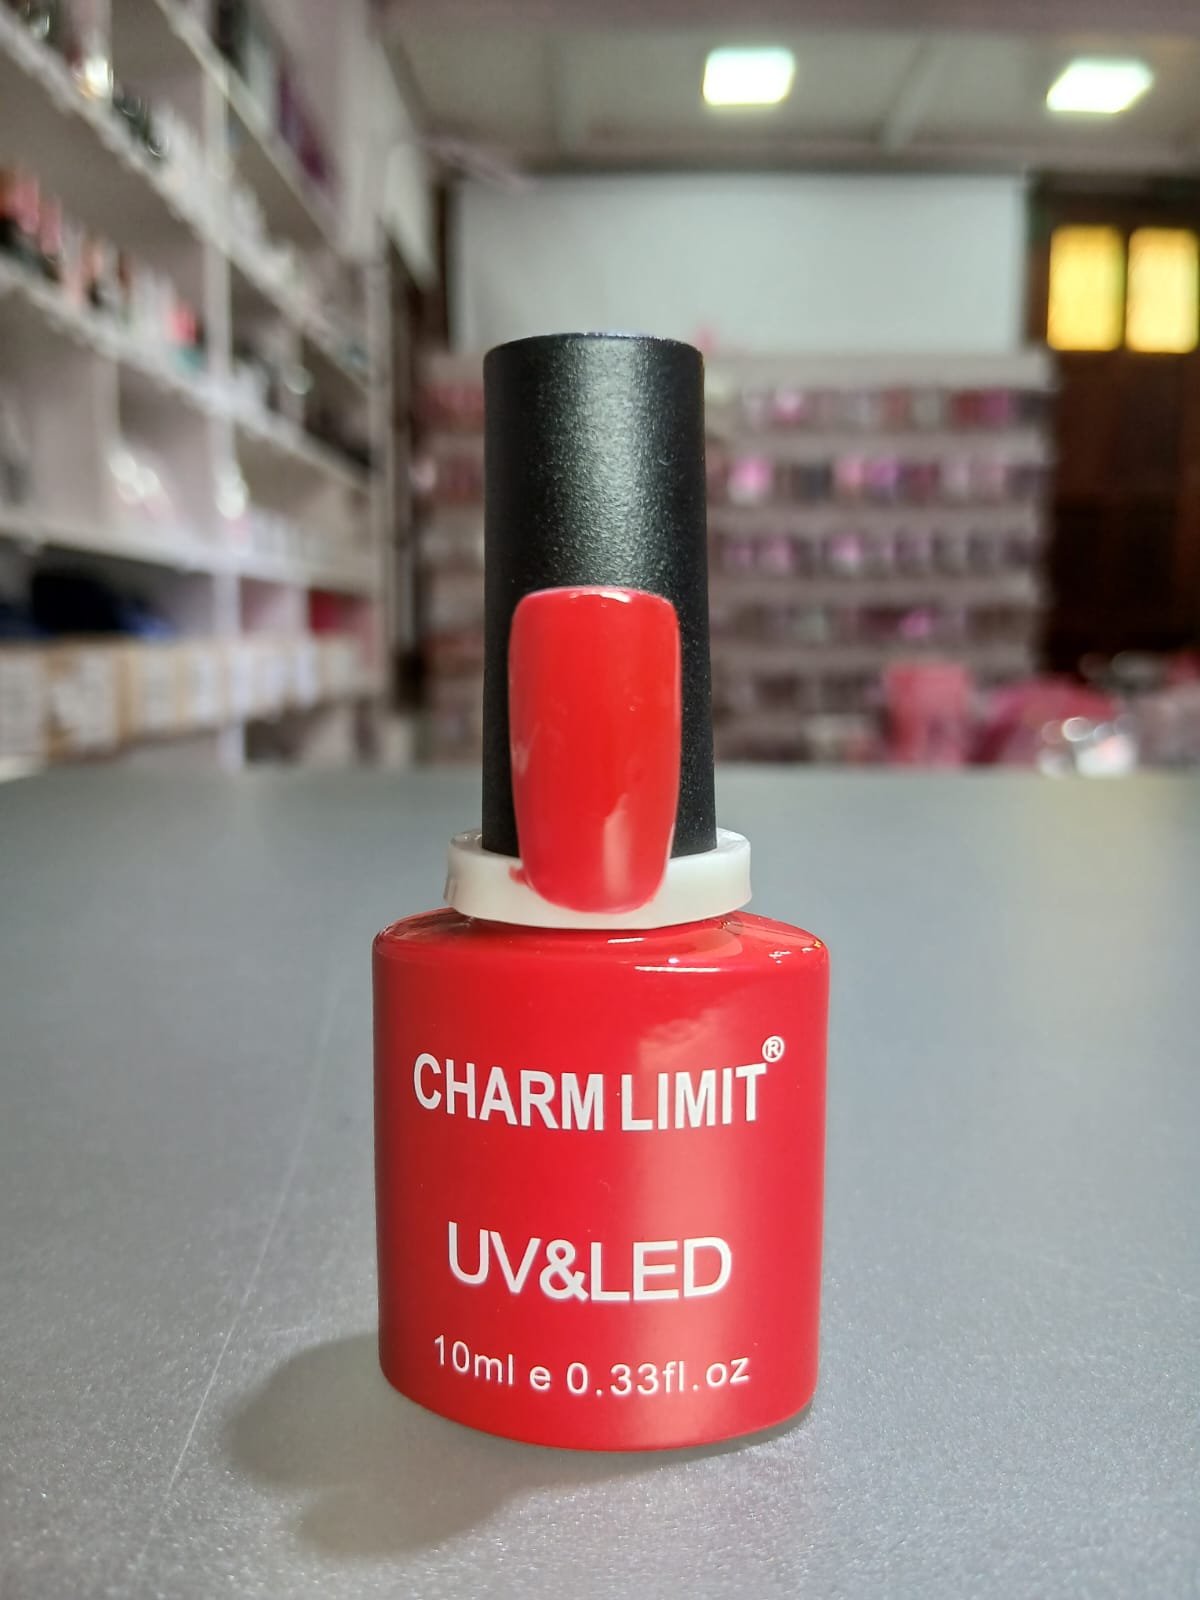 CHARM LIMIT®
UV&LED
10ml e 0.33fl.oz